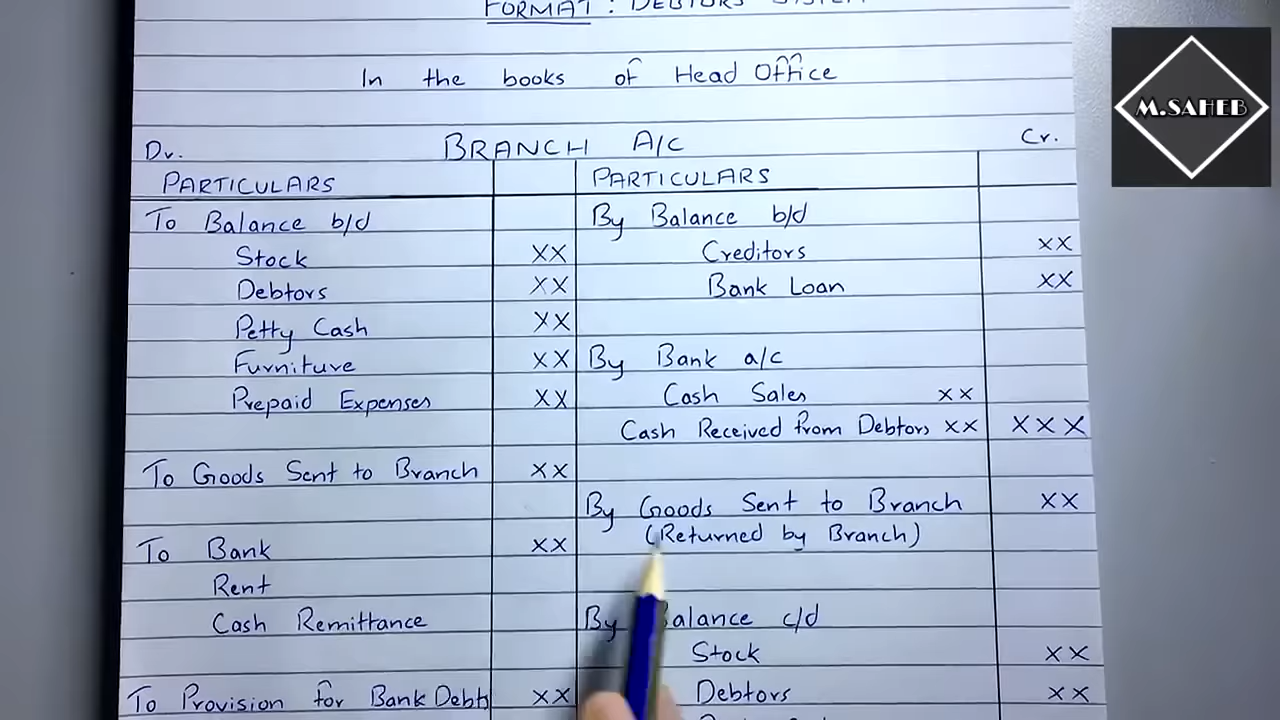 FORMAT : DEBTORS SYSTEM
In the books of Head Office
Dr. BRANCH A/C Cr.
PARTICULARS PARTICULARS
To Balance b/d By Balance b/d
Stock XX Creditors XX
Debtors XX Bank Loan XX
Petty Cash XX
Furniture XX By Bank a/c
Prepaid Expenses XX Cash Sales XX
Cash Received from Debtors XX XXX
To Goods Sent to Branch XX
By Goods Sent to Branch XX
To Bank XX (Returned by Branch)
Rent
Cash Remittance By Balance c/d
Stock XX
To Provision for Bank Debts XX Debtors XX
M.SAHEB